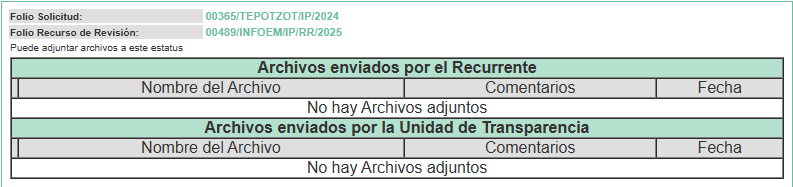 Folio Solicitud: 00365/TEPOTZOT/IP/2024
Folio Recurso de Revisión: 00489/INFOEM/IP/RR/2025
Puede adjuntar archivos a este estatus
Archivos enviados por el Recurrente
Nombre del Archivo Comentarios Fecha
No hay Archivos adjuntos
Archivos enviados por la Unidad de Transparencia
Nombre del Archivo Comentarios Fecha
No hay Archivos adjuntos